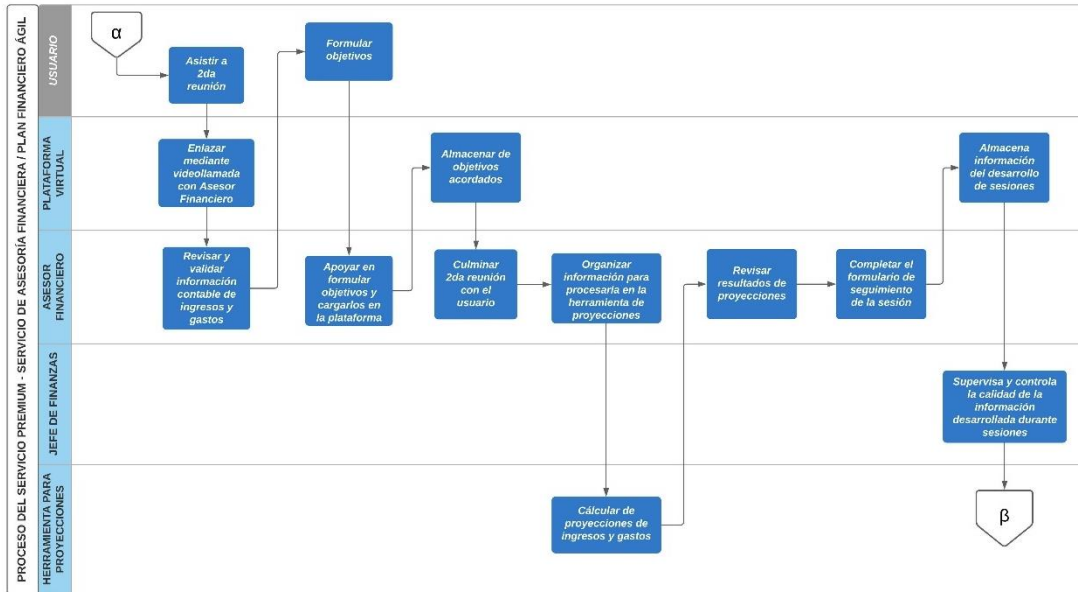 PROCESO DEL SERVICIO PREMIUM - SERVICIO DE ASESORÍA FINANCIERA / PLAN FINANCIERO ÁGIL
USUARIO
α
Asistir a
2da
reunión
Formular
objetivos
PLATAFORMA
VIRTUAL
Enlazar
mediante
videollamada
con Asesor
Financiero
Almacenar de
objetivos
acordados
Almacena
información
del desarrollo
de sesiones
ASESOR
FINANCIERO
Revisar y
validar
información
contable de
ingresos y
gastos
Apoyar en
formular
objetivos y
cargarlos en
la plataforma
Culminar
2da reunión
con el
usuario
Organizar
información para
procesarla en la
herramienta de
proyecciones
Revisar
resultados de
proyecciones
Completar el
formulario de
seguimiento
de la sesión
JEFE DE FINANZAS
Supervisa y controla
la calidad de la
información
desarrollada durante
sesiones
HERRAMIENTA PARA
PROYECCIONES
Cálcular de
proyecciones de
ingresos y gastos
β